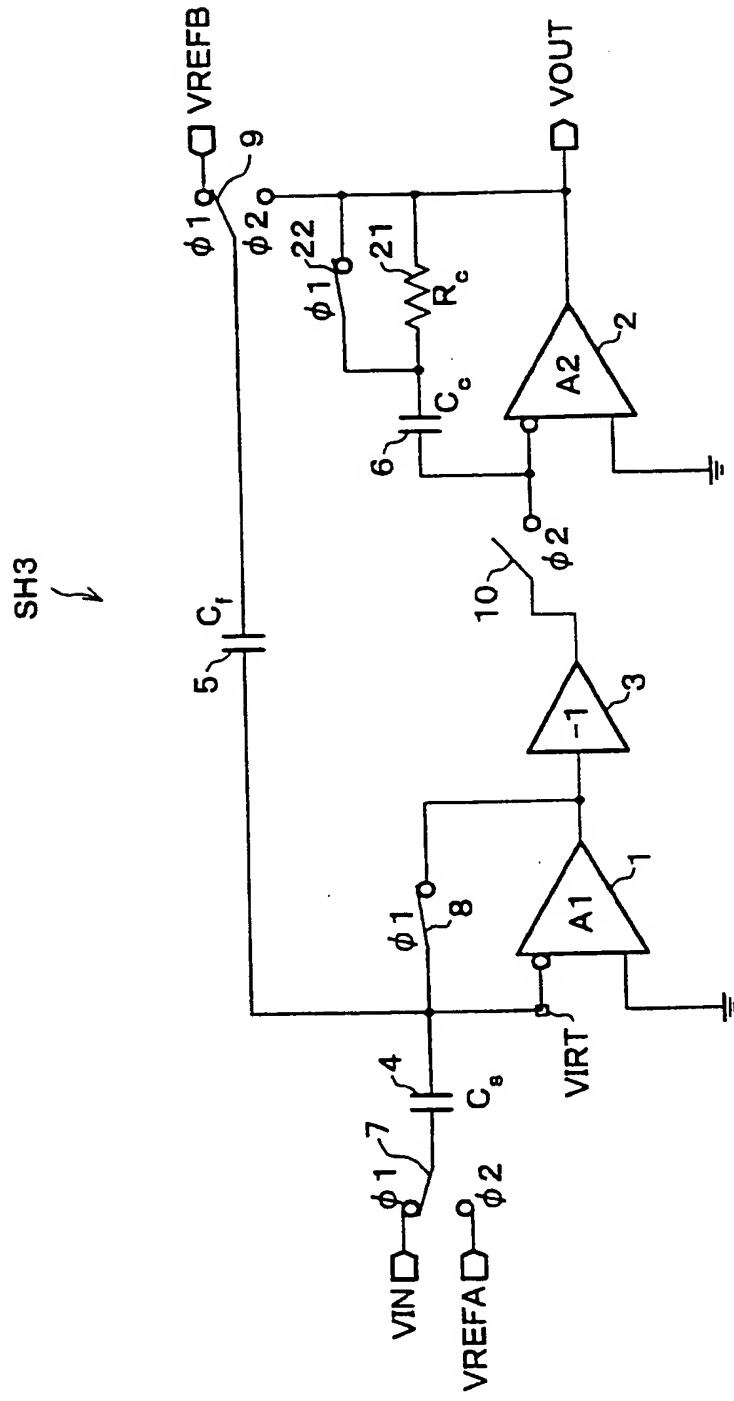 SH3
VREFB
9
ϕ1
ϕ2
22
ϕ1
21
Rc
Cc
6
Cf
5
VOUT
A2
2
10
ϕ2
-1
3
ϕ1
8
A1
1
VIRT
4
Cs
7
ϕ1
ϕ2
VIN
VREFA